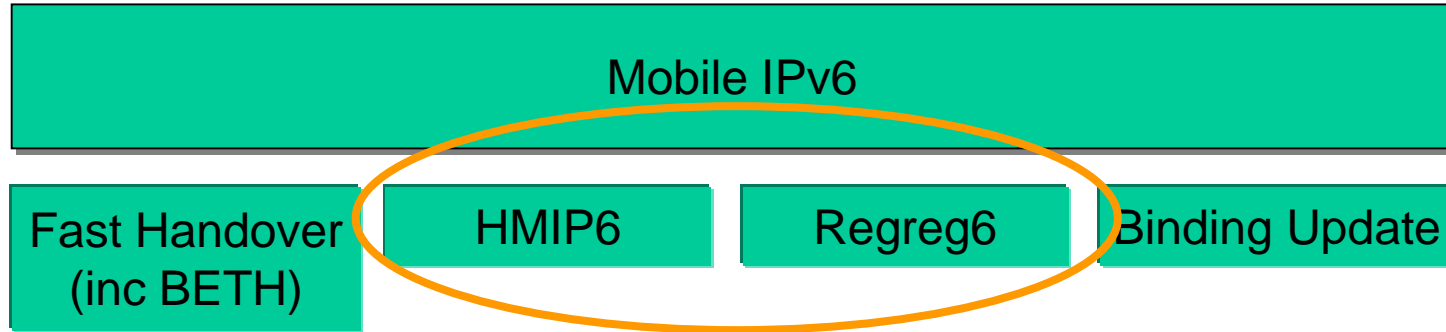 Mobile IPv6
Fast Handover
(inc BETH)
HMIP6
Regreg6
Binding Update